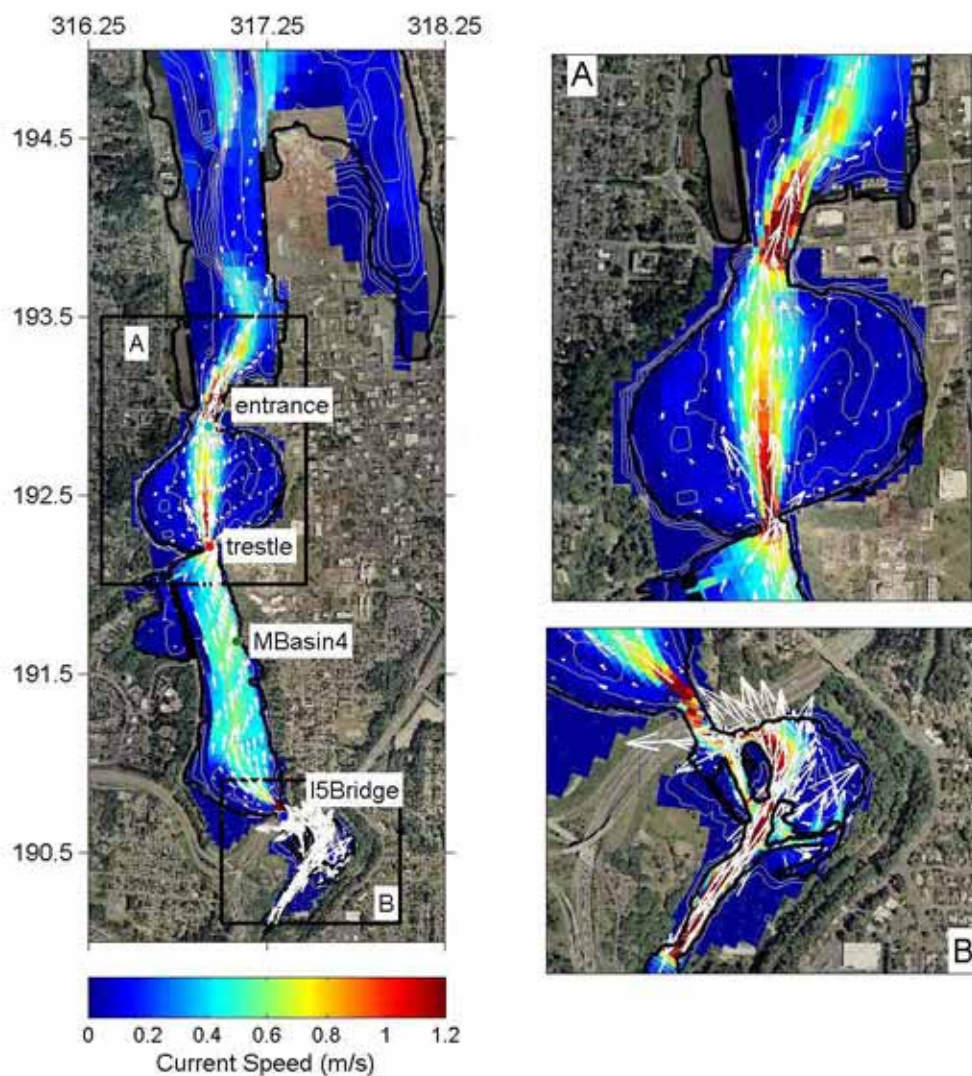 316.25 317.25 318.25
194.5
193.5
192.5
191.5
190.5
A
entrance
trestle
MBasin4
I5Bridge
B
0 0.2 0.4 0.6 0.8 1 1.2
Current Speed (m/s)
A
B